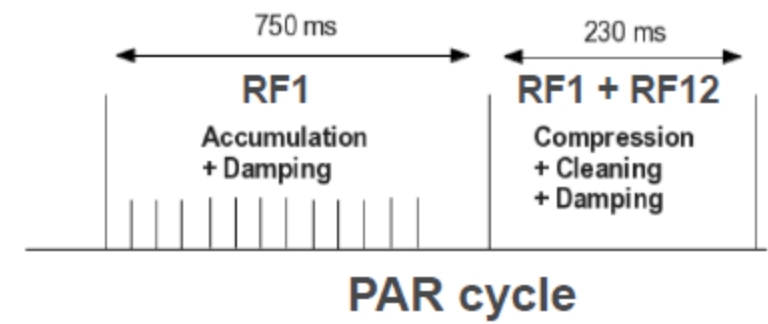 750 ms
230 ms
RF1
RF1 + RF12
Accumulation
+ Damping
Compression
+ Cleaning
+ Damping
PAR cycle